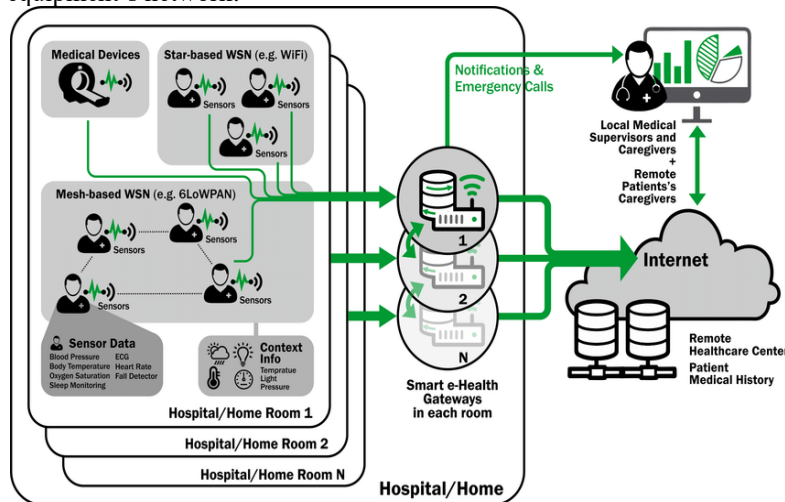 equipment's network.
Medical Devices
Star-based WSN (e.g. WiFi)
Sensors
Sensors
Sensors
Mesh-based WSN (e.g. 6LoWPAN)
Sensors
Sensors
Sensors
Sensors
Sensor Data
Blood Pressure
Body Temperature
Oxygen Saturation
Sleep Monitoring
ECG
Heart Rate
Fall Detector
Context
Info
Tempratue
Light
Pressure
Hospital/Home Room 1
Hospital/Home Room 2
Hospital/Home Room N
1
2
N
Smart e-Health
Gateways
in each room
Hospital/Home
Notifications &
Emergency Calls
Local Medical
Supervisors and
Caregivers
+
Remote
Patients's
Caregivers
Internet
Remote
Healthcare Center
Patient
Medical History